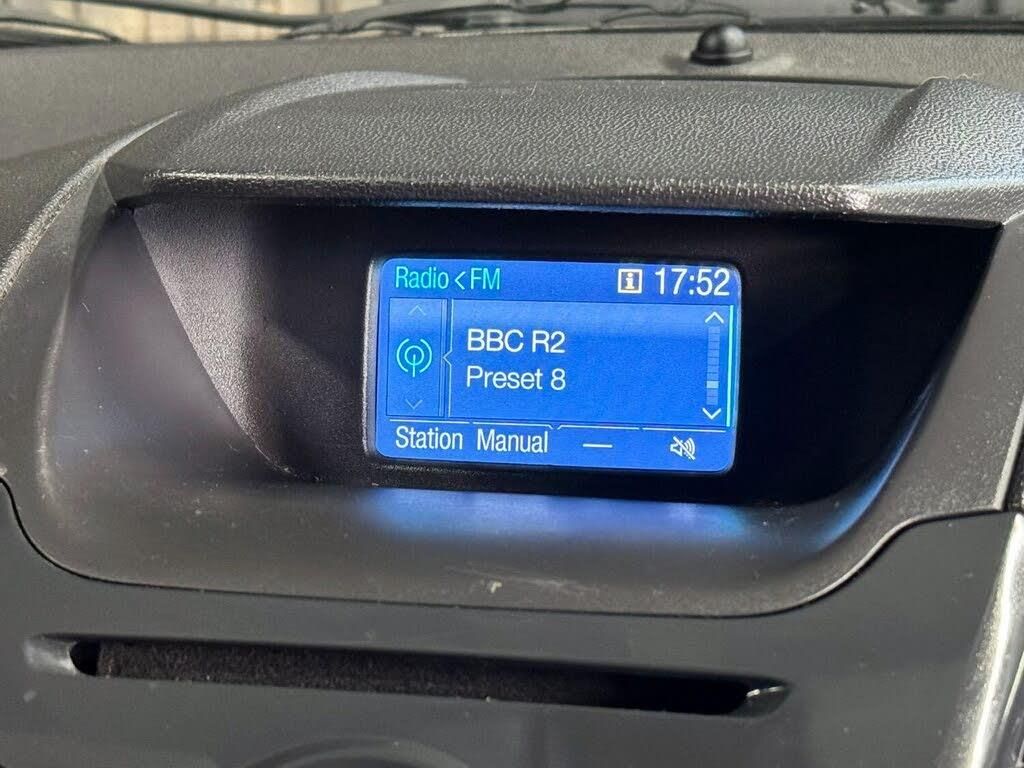 Radio < FM i 17:52
BBC R2
Preset 8
Station Manual —